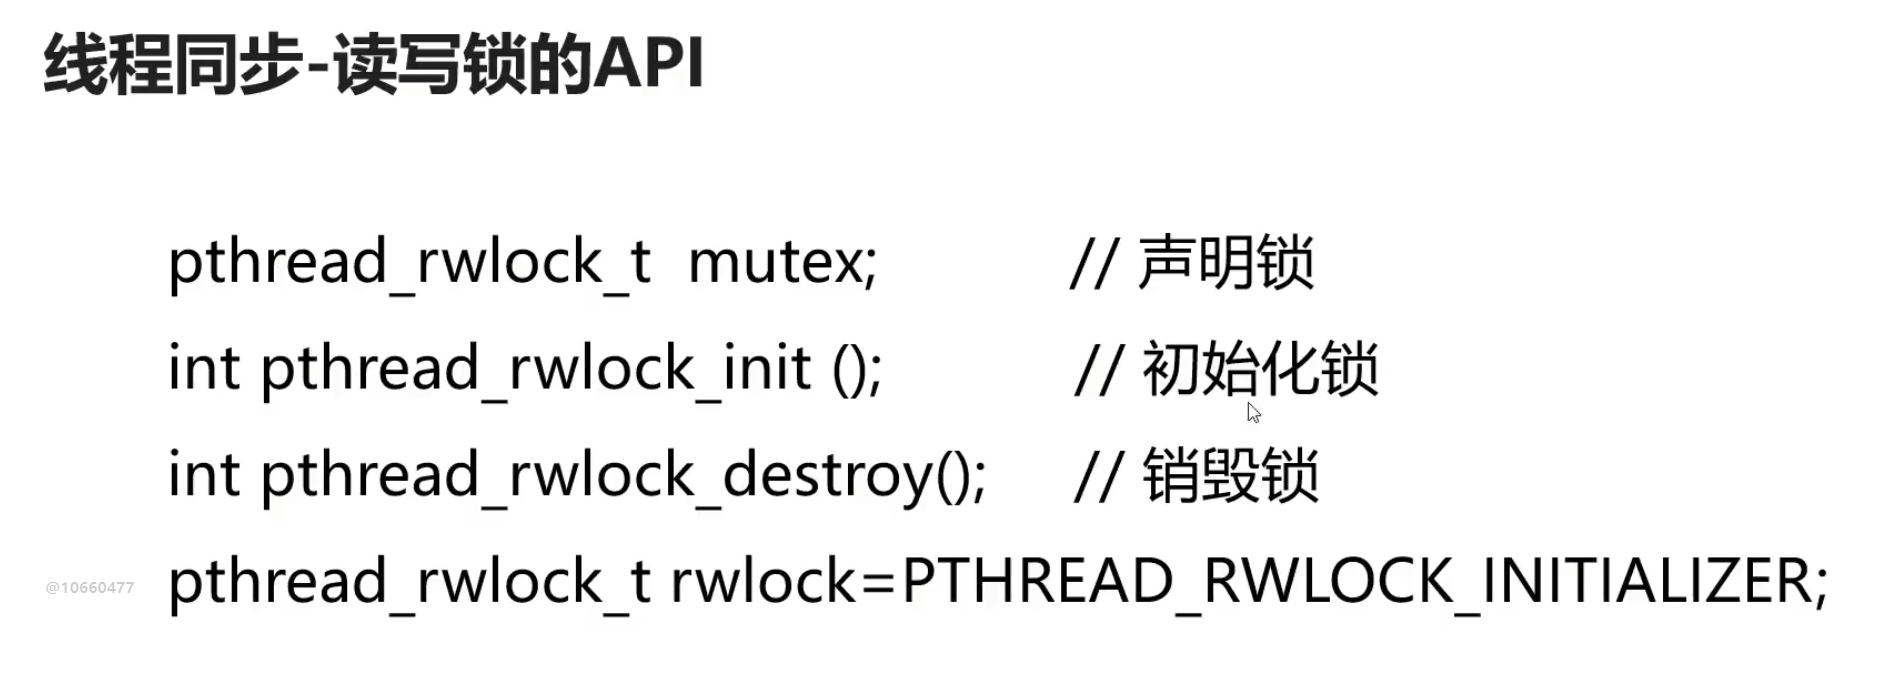 线程同步-读写锁的API
pthread_rwlock_t mutex; // 声明锁
int pthread_rwlock_init (); // 初始化锁
int pthread_rwlock_destroy(); // 销毁锁
@10660477 pthread_rwlock_t rwlock=PTHREAD_RWLOCK_INITIALIZER;